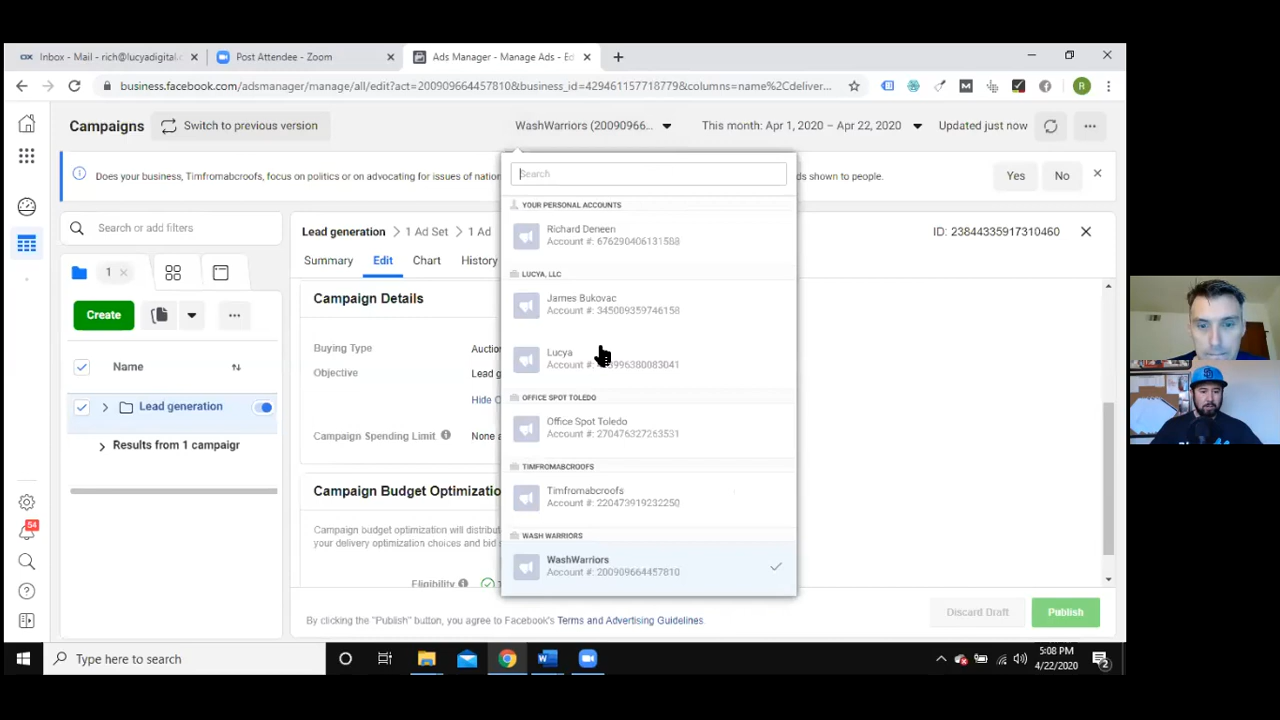 Inbox - Mail - rich@lucyadigital.
Post Attendee - Zoom
Ads Manager - Manage Ads - Ed
business.facebook.com/adsmanager/manage/all/edit?act=200909664457810&business_id=429461157718779&columns=name%2Cdeliver...
R
Campaigns
Switch to previous version
WashWarriors (20090966...
This month: Apr 1, 2020 – Apr 22, 2020
Updated just now
Does your business, Timfromabcroofs, focus on politics or on advocating for issues of nation
ds shown to people.
Yes
No
Search
YOUR PERSONAL ACCOUNTS
Richard Deneen
Account #: 676290406131588
LUCYA, LLC
James Bukovac
Account #: 345009359746158
Lucya
Account #:
996380083041
OFFICE SPOT TOLEDO
Office Spot Toledo
Account #: 270476327263531
TIMFROMABCROOFS
Timfromabcroofs
Account #: 220473919232250
WASH WARRIORS
WashWarriors
Account #: 200909664457810
Search or add filters
1
Create
Name
Lead generation
Results from 1 campaign
Lead generation
1 Ad Set
1 Ad
ID: 23844335917310460
Summary
Edit
Chart
History
Campaign Details
Buying Type
Auction
Objective
Lead g
Hide O
Campaign Spending Limit
None a
Campaign Budget Optimizatio
Campaign budget optimization will distribut
your delivery optimization choices and bid s
Eligibility
By clicking the "Publish" button, you agree to Facebook's Terms and Advertising Guidelines.
Discard Draft
Publish
54
Type here to search
5:08 PM
4/22/2020
2